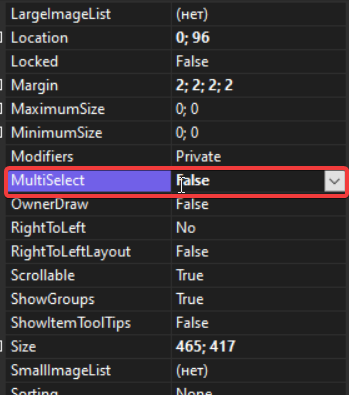 LargeImageList (нет)
Location 0; 96
Locked False
Margin 2; 2; 2; 2
MaximumSize 0; 0
MinimumSize 0; 0
Modifiers Private
MultiSelect False
OwnerDraw False
RightToLeft No
RightToLeftLayout False
Scrollable True
ShowGroups True
ShowItemToolTips False
Size 465; 417
SmallImageList (нет)
Sorting None